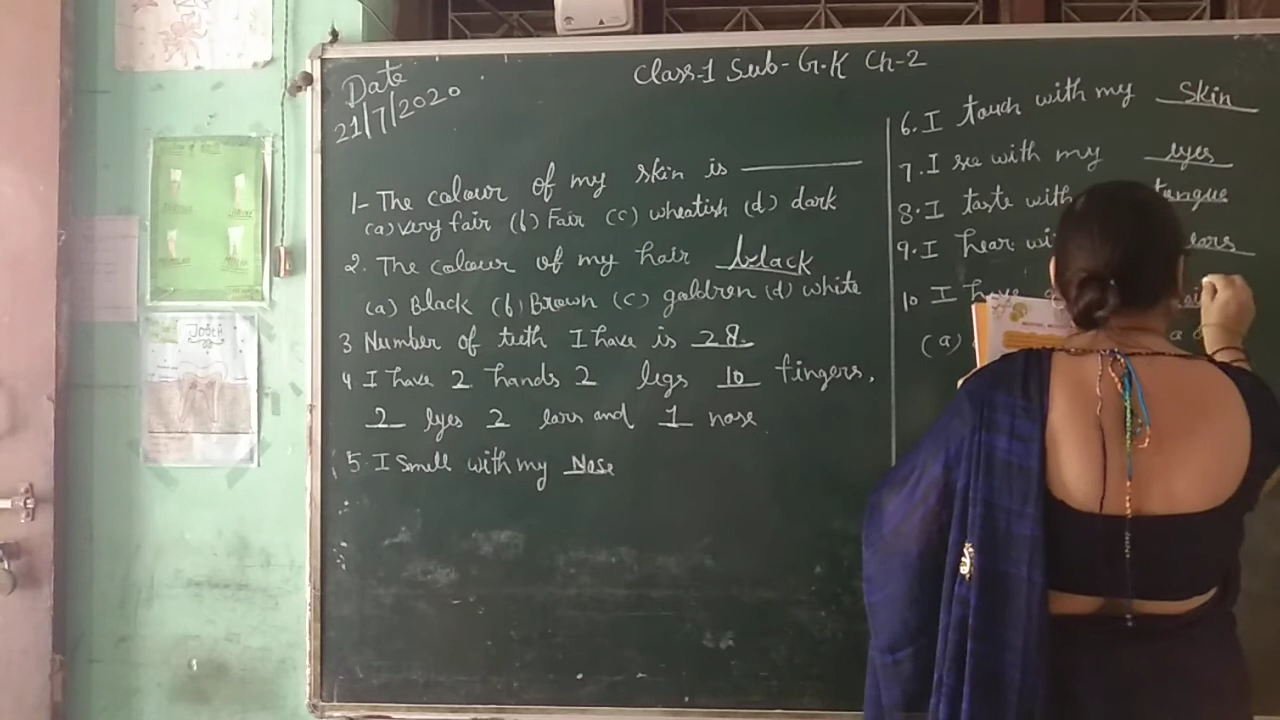 Date
21/7/2020
Class-1 Sub- G.K Ch-2
1- The colour of my skin is ________
(a) very fair (b) Fair (c) wheatish (d) dark
2. The colour of my hair black
(a) Black (b) Brown (c) goldren (d) white
3 Number of teeth I have is 28.
4 I have 2 hands 2 legs 10 fingers,
2 eyes 2 ears and 1 nose
5. I Smell with my Nose
6. I touch with my Skin
7. I see with my eyes
8. I taste with tongue
9. I hear ears
10 I have
(a)
Tooth